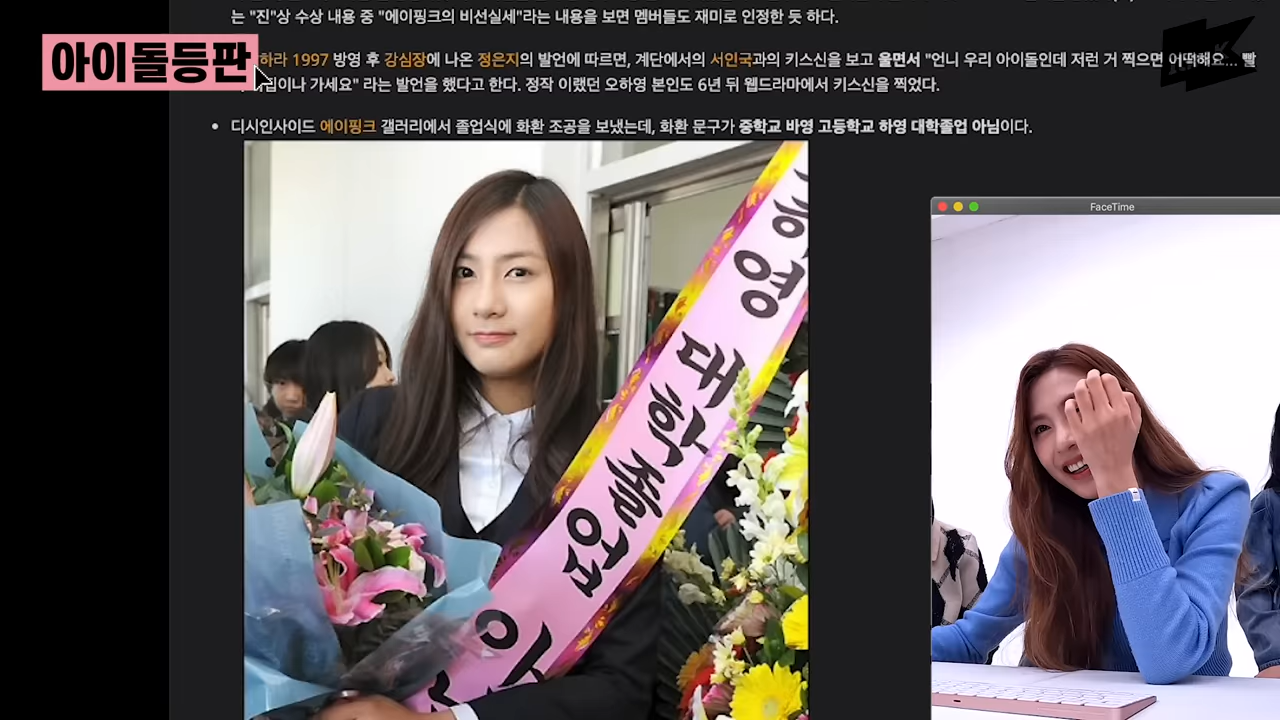 는 "진"상 수상 내용 중 "에이핑크의 비선실세"라는 내용을 보면 멤버들도 재미로 인정한 듯 하다.
아이돌등판
하라 1997 방영 후 강심장에 나온 정은지의 발언에 따르면, 계단에서의 서인국과의 키스신을 보고 울면서 "언니 우리 아이돌인데 저런 거 찍으면 어떡해요... 빨
집이나 가세요" 라는 발언을 했다고 한다. 정작 이랬던 오하영 본인도 6년 뒤 웹드라마에서 키스신을 찍었다.
디시인사이드 에이핑크 갤러리에서 졸업식에 화환 조공을 보냈는데, 화환 문구가 중학교 바영 고등학교 하영 대학졸업 아님이다.
하영 대학졸업 아
FaceTime